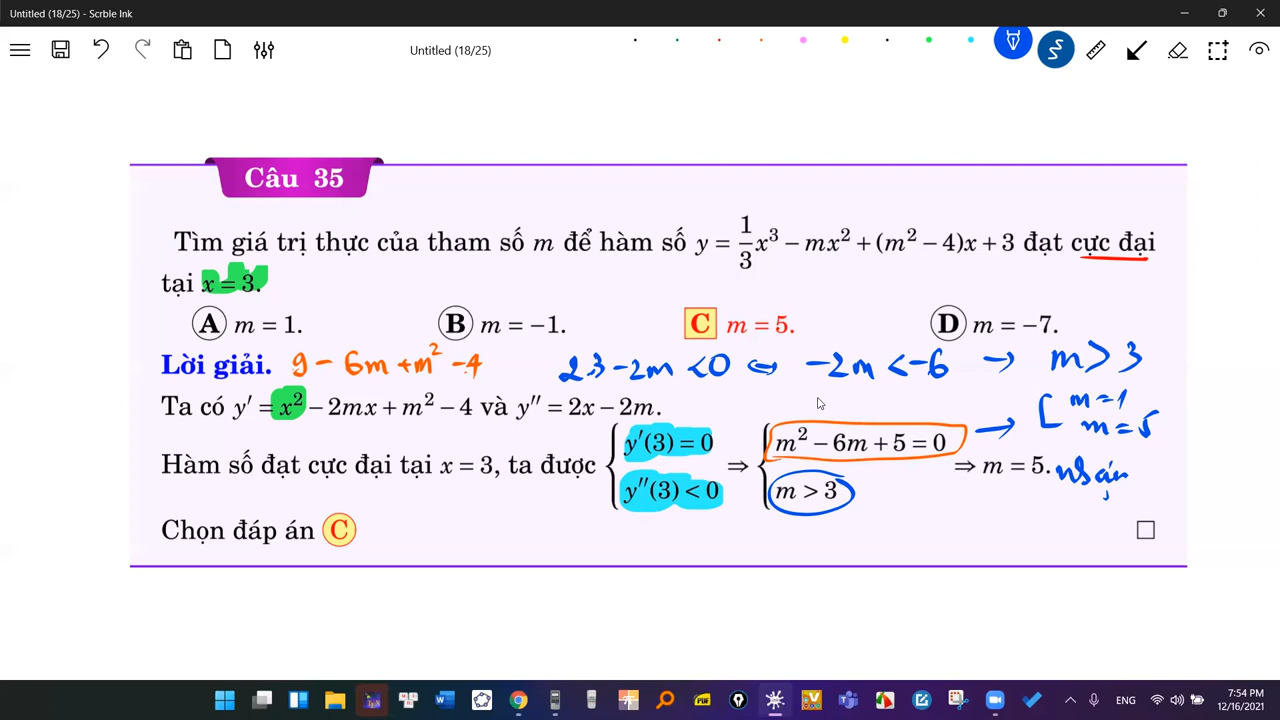 Untitled (18/25) - Scrble Ink
Untitled (18/25)
Câu 35
Tìm giá trị thực của tham số m để hàm số y = 1/3 x³ − mx² + (m² − 4)x + 3 đạt cực đại
tại x = 3.
A m = 1. B m = −1. C m = 5. D m = −7.
Lời giải. 9 − 6m + m² − 4 2.3 − 2m < 0 ⇔ −2m < −6 → m > 3
Ta có y′ = x² − 2mx + m² − 4 và y″ = 2x − 2m.
[ m = 1
m = 5
Hàm số đạt cực đại tại x = 3, ta được { y′(3) = 0 y″(3) < 0 ⇒ { m² − 6m + 5 = 0 m > 3 ⇒ m = 5. nhận
Chọn đáp án C □
ENG
7:54 PM
12/16/2021